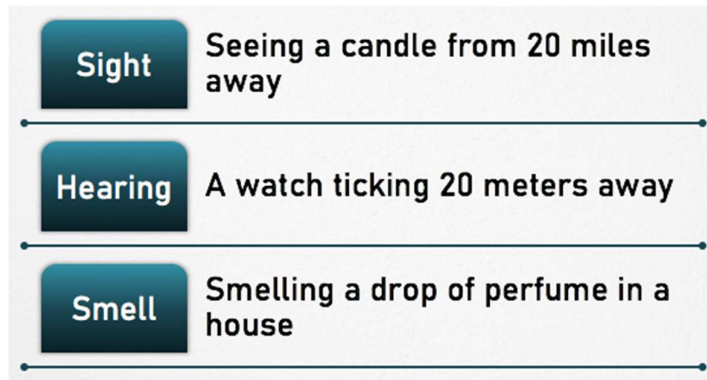 Sight
Seeing a candle from 20 miles
away
Hearing
A watch ticking 20 meters away
Smell
Smelling a drop of perfume in a
house